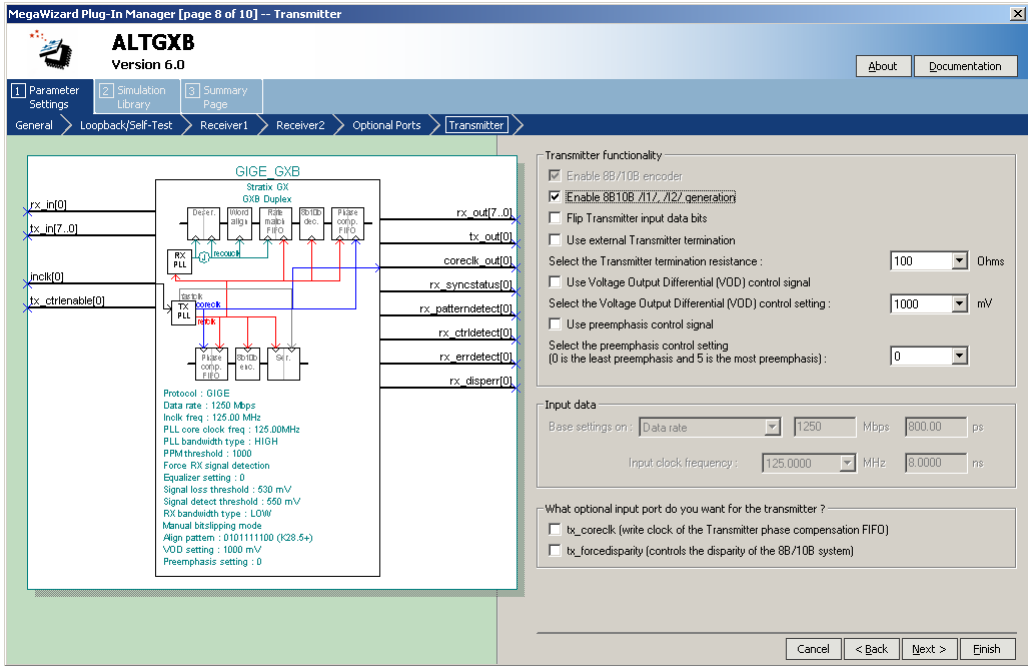 MegaWizard Plug-In Manager [page 8 of 10] -- Transmitter
ALTGXB
Version 6.0
About
Documentation
1 Parameter Settings
2 Simulation Library
3 Summary Page
General
Loopback/Self-Test
Receiver1
Receiver2
Optional Ports
Transmitter
GIGE_GXB
Stratix GX
GXB Duplex
rx_in[0]
tx_in[7..0]
inclk[0]
tx_ctrlenable[0]
Deser.
Word align
Rate match FIFO
8b10b dec.
Phase comp. FIFO
RX PLL
recovclk
fastclk
TX PLL
coreclk
refclk
Phase comp. FIFO
8b10b enc.
Ser.
rx_out[7..0]
tx_out[0]
coreclk_out[0]
rx_syncstatus[0]
rx_patterndetect[0]
rx_ctrldetect[0]
rx_errdetect[0]
rx_disperr[0]
Protocol : GIGE
Data rate : 1250 Mbps
Inclk freq : 125.00 MHz
PLL core clock freq : 125.00MHz
PLL bandwidth type : HIGH
PPM threshold : 1000
Force RX signal detection
Equalizer setting : 0
Signal loss threshold : 530 mV
Signal detect threshold : 550 mV
RX bandwidth type : LOW
Manual bitslipping mode
Align pattern : 0101111100 (K28.5+)
VOD setting : 1000 mV
Preemphasis setting : 0
Transmitter functionality
Enable 8B/10B encoder
Enable 8B10B /I1/, /I2/ generation
Flip Transmitter input data bits
Use external Transmitter termination
Select the Transmitter termination resistance : 100 Ohms
Use Voltage Output Differential (VOD) control signal
Select the Voltage Output Differential (VOD) control setting : 1000 mV
Use preemphasis control signal
Select the preemphasis control setting
(0 is the least preemphasis and 5 is the most preemphasis) : 0
Input data
Base settings on : Data rate 1250 Mbps 800.00 ps
Input clock frequency : 125.0000 MHz 8.0000 ns
What optional input port do you want for the transmitter ?
tx_coreclk (write clock of the Transmitter phase compensation FIFO)
tx_forcedisparity (controls the disparity of the 8B/10B system)
Cancel
< Back
Next >
Finish